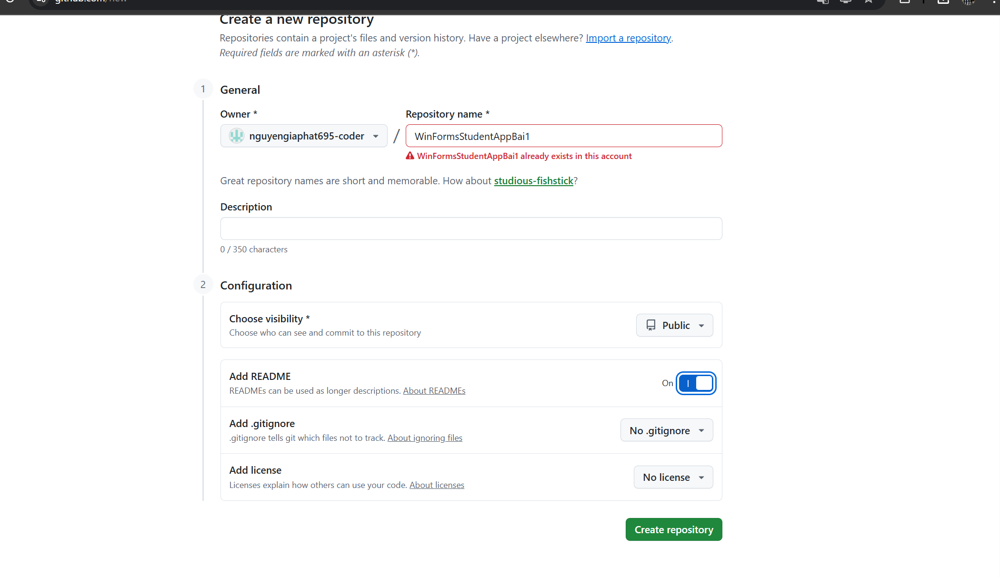 github.com/new
Create a new repository
Repositories contain a project's files and version history. Have a project elsewhere? Import a repository.
Required fields are marked with an asterisk (*).
1
General
Owner *
Repository name *
nguyengiaphat695-coder
/
WinFormsStudentAppBai1
WinFormsStudentAppBai1 already exists in this account
Great repository names are short and memorable. How about studious-fishstick?
Description
0 / 350 characters
2
Configuration
Choose visibility *
Choose who can see and commit to this repository
Public
Add README
READMEs can be used as longer descriptions. About READMEs
On
Add .gitignore
.gitignore tells git which files not to track. About ignoring files
No .gitignore
Add license
Licenses explain how others can use your code. About licenses
No license
Create repository